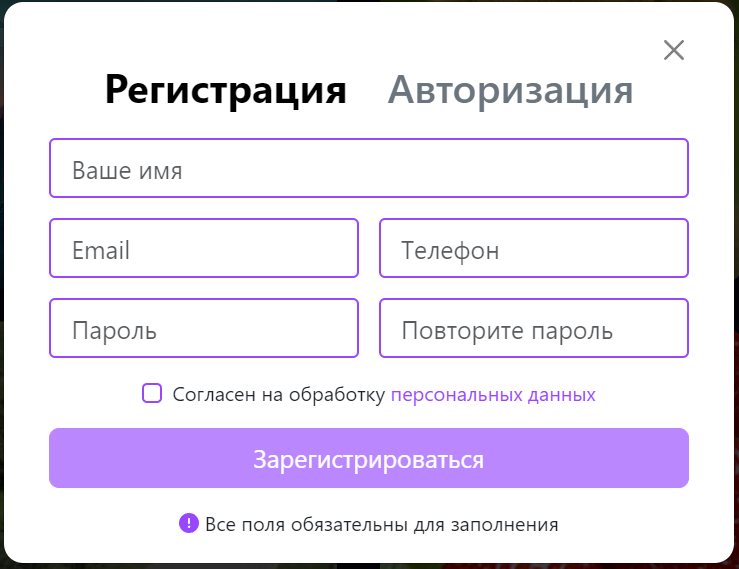 Регистрация Авторизация
Ваше имя
Email Телефон
Пароль Повторите пароль
Согласен на обработку персональных данных
Зарегистрироваться
! Все поля обязательны для заполнения